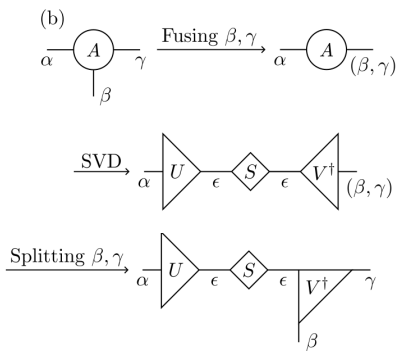 (b)
α A γ β Fusing β, γ α A (β, γ)
SVD α U ϵ S ϵ V† (β, γ)
Splitting β, γ α U ϵ S ϵ V† γ β